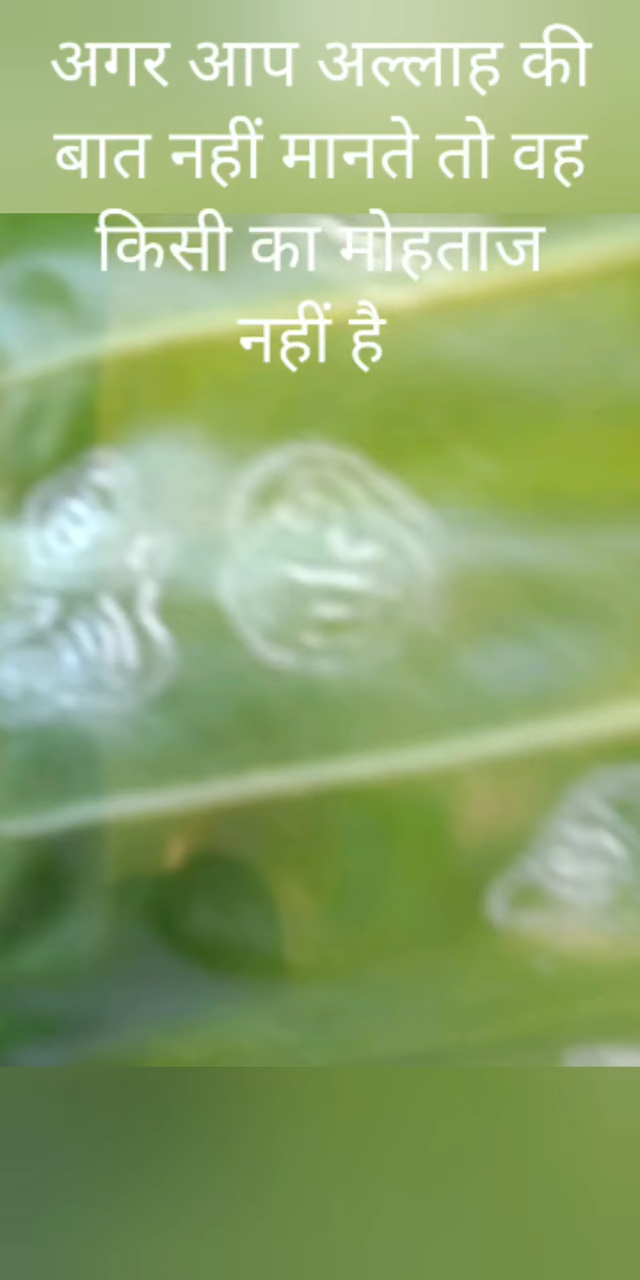 अगर आप अल्लाह की
बात नहीं मानते तो वह
किसी का मोहताज
नहीं है